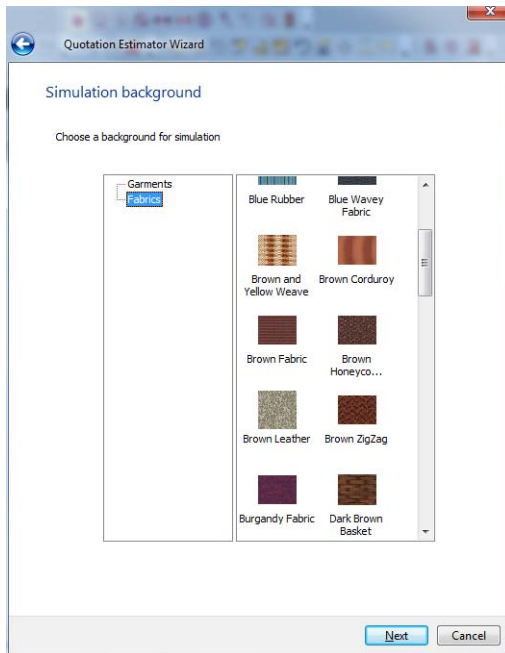 Quotation Estimator Wizard
Simulation background
Choose a background for simulation
Garments
Fabrics
Blue Rubber
Blue Wavey
Fabric
Brown and
Yellow Weave
Brown Corduroy
Brown Fabric
Brown
Honeyco...
Brown Leather
Brown ZigZag
Burgandy Fabric
Dark Brown
Basket
Next
Cancel